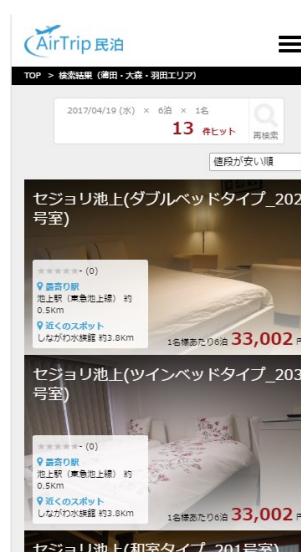 AirTrip 民泊
TOP > 検索結果（蒲田・大森・羽田エリア）
2017/04/19 (水) × 6泊 × 1名
13 件ヒット
再検索
値段が安い順
セジョリ池上(ダブルベッドタイプ_202
号室)
★★★★★- (0)
最寄り駅
池上駅（東急池上線） 約
0.5Km
近くのスポット
しながわ水族館 約3.8Km
1名様あたり6泊 33,002 円
セジョリ池上(ツインベッドタイプ_203
号室)
★★★★★- (0)
最寄り駅
池上駅（東急池上線） 約
0.5Km
近くのスポット
しながわ水族館 約3.8Km
1名様あたり6泊 33,002 円
セジョリ池上(和室タイプ_201号室)